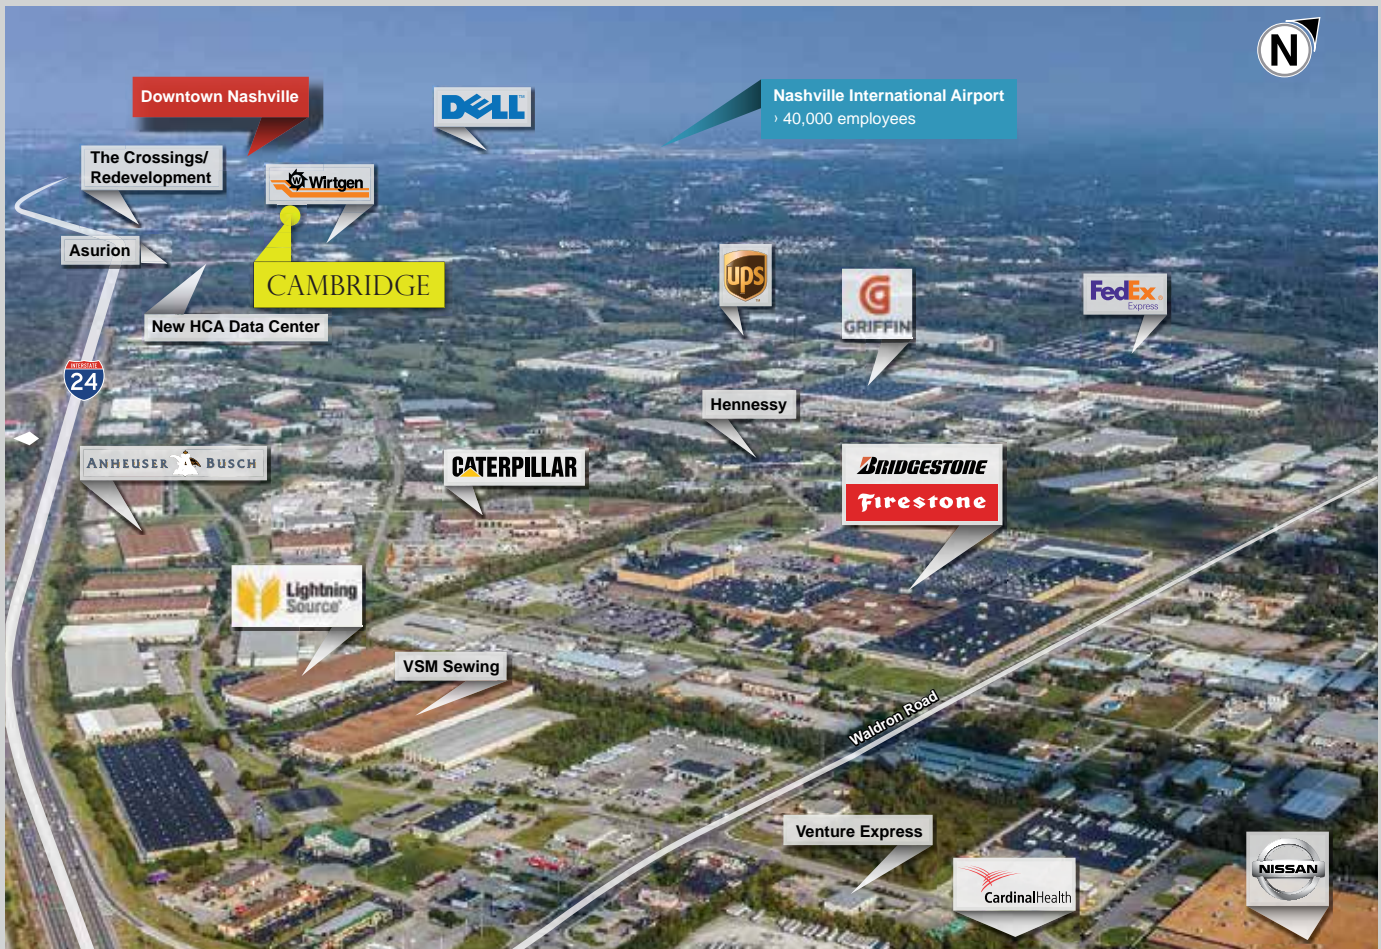 N
Downtown Nashville
DELL
Nashville International Airport
› 40,000 employees
The Crossings/
Redevelopment
W Wirtgen
Asurion
CAMBRIDGE
New HCA Data Center
ups
GRIFFIN
FedEx
Express
INTERSTATE
24
Hennessy
ANHEUSER BUSCH
CATERPILLAR
BRIDGESTONE
Firestone
Lightning
Source
VSM Sewing
Waldron Road
Venture Express
CardinalHealth
NISSAN